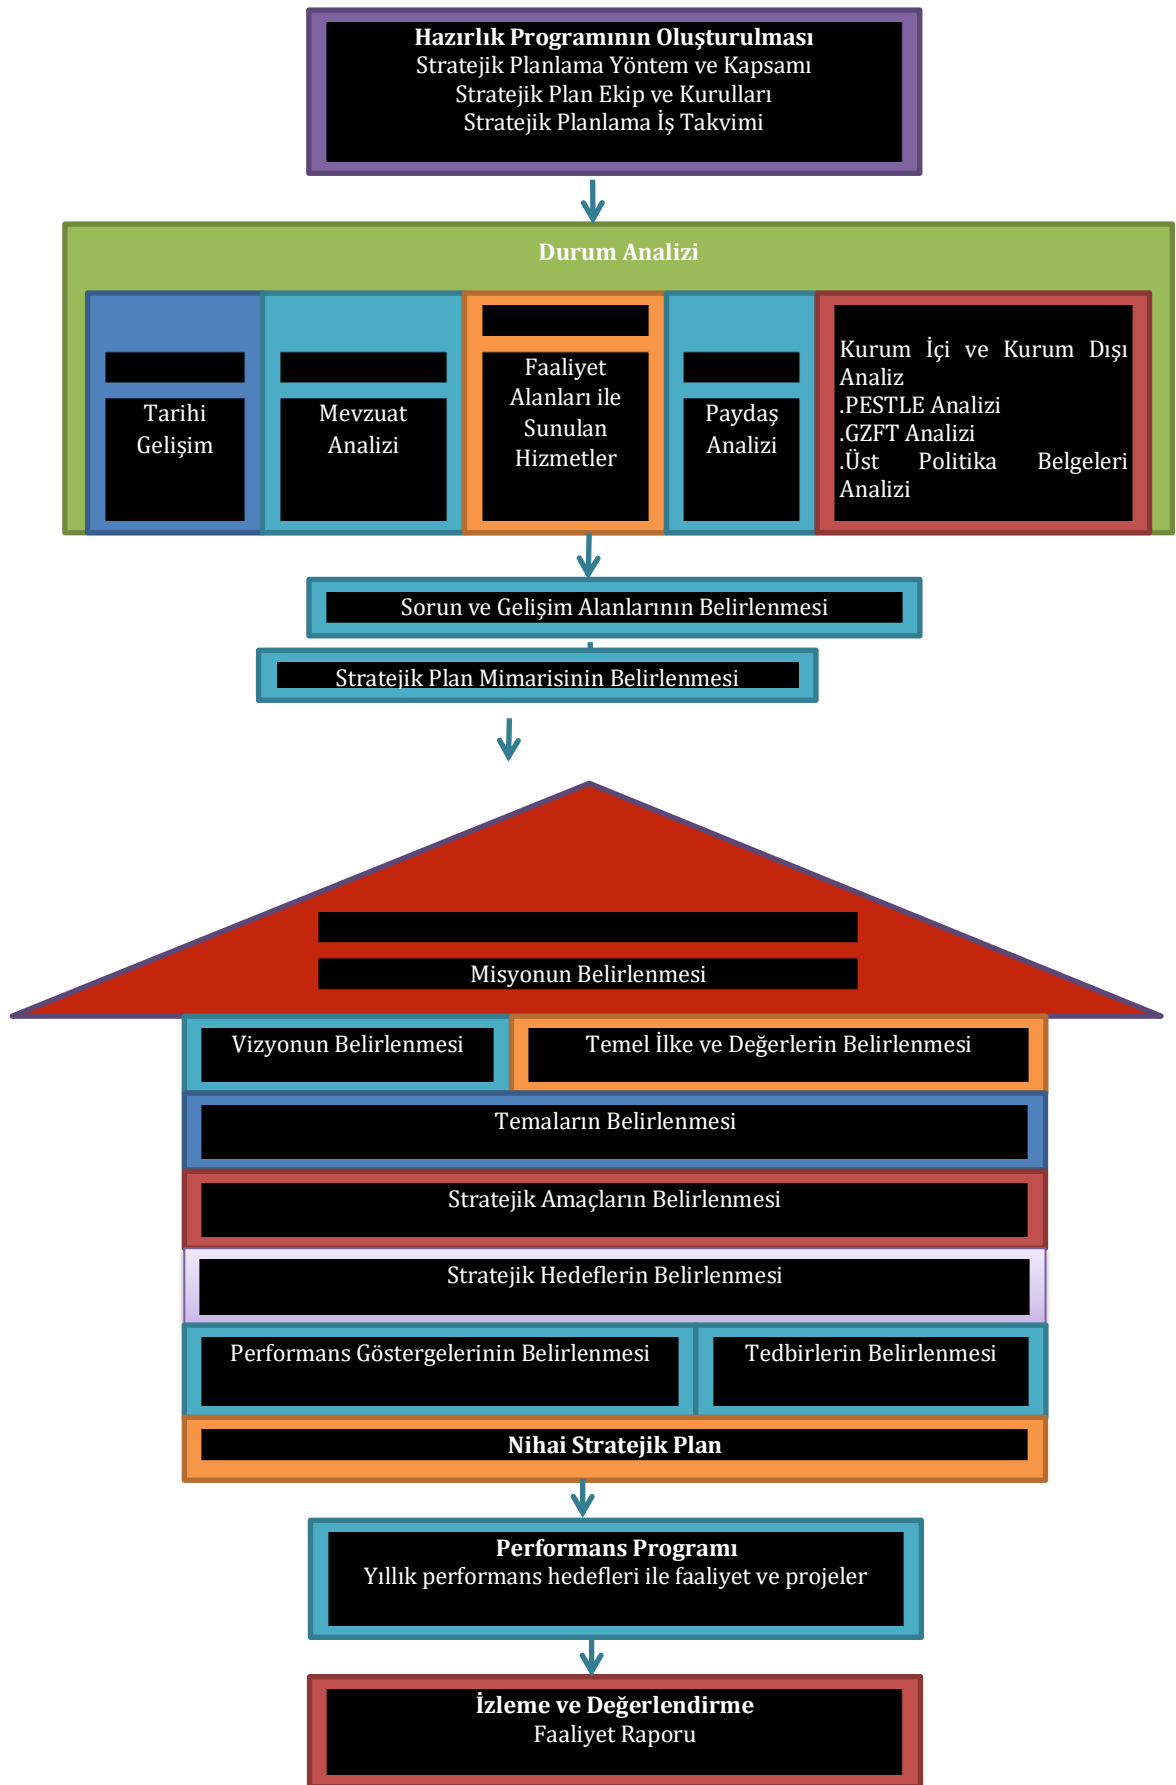 Hazırlık Programının Oluşturulması
Stratejik Planlama Yöntem ve Kapsamı
Stratejik Plan Ekip ve Kurulları
Stratejik Planlama İş Takvimi
Durum Analizi
Tarihi
Gelişim
Mevzuat
Analizi
Faaliyet
Alanları ile
Sunulan
Hizmetler
Paydaş
Analizi
Kurum İçi ve Kurum Dışı
Analiz
.PESTLE Analizi
.GZFT Analizi
.Üst Politika Belgeleri
Analizi
Sorun ve Gelişim Alanlarının Belirlenmesi
Stratejik Plan Mimarisinin Belirlenmesi
Misyonun Belirlenmesi
Vizyonun Belirlenmesi
Temel İlke ve Değerlerin Belirlenmesi
Temaların Belirlenmesi
Stratejik Amaçların Belirlenmesi
Stratejik Hedeflerin Belirlenmesi
Performans Göstergelerinin Belirlenmesi
Tedbirlerin Belirlenmesi
Nihai Stratejik Plan
Performans Programı
Yıllık performans hedefleri ile faaliyet ve projeler
İzleme ve Değerlendirme
Faaliyet Raporu